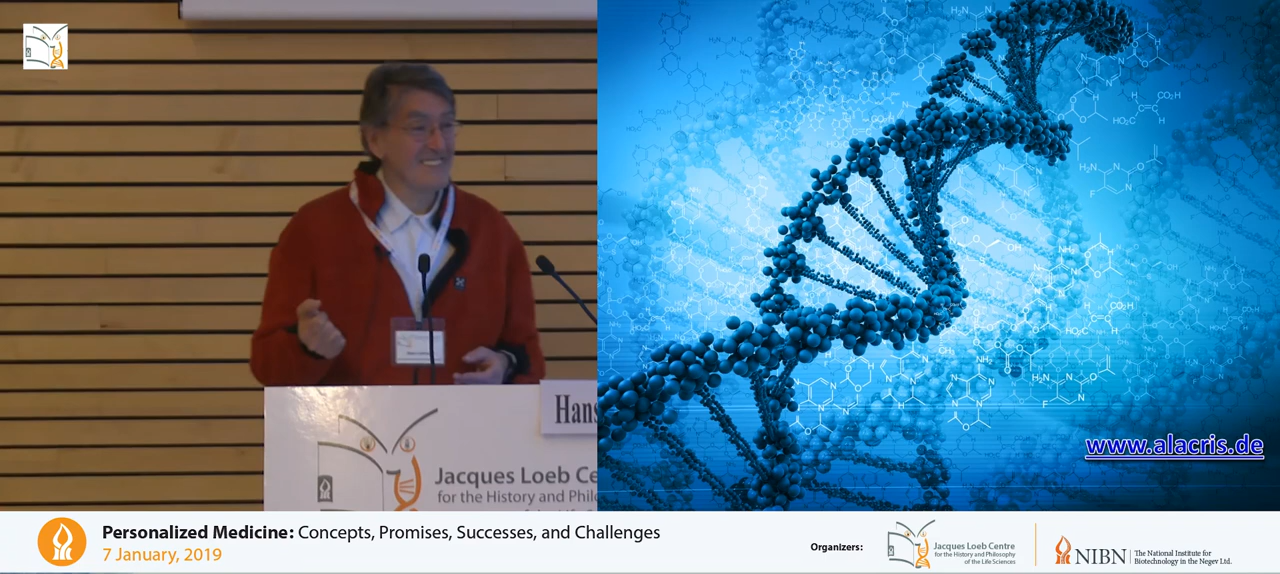 Hans
Jacques Loeb Ce
for the History and Philo
www.alacris.de
Personalized Medicine: Concepts, Promises, Successes, and Challenges
7 January, 2019
Organizers:
Jacques Loeb Centre
for the History and Philosophy
of the Life Sciences
NIBN
The National Institute for
Biotechnology in the Negev Ltd.